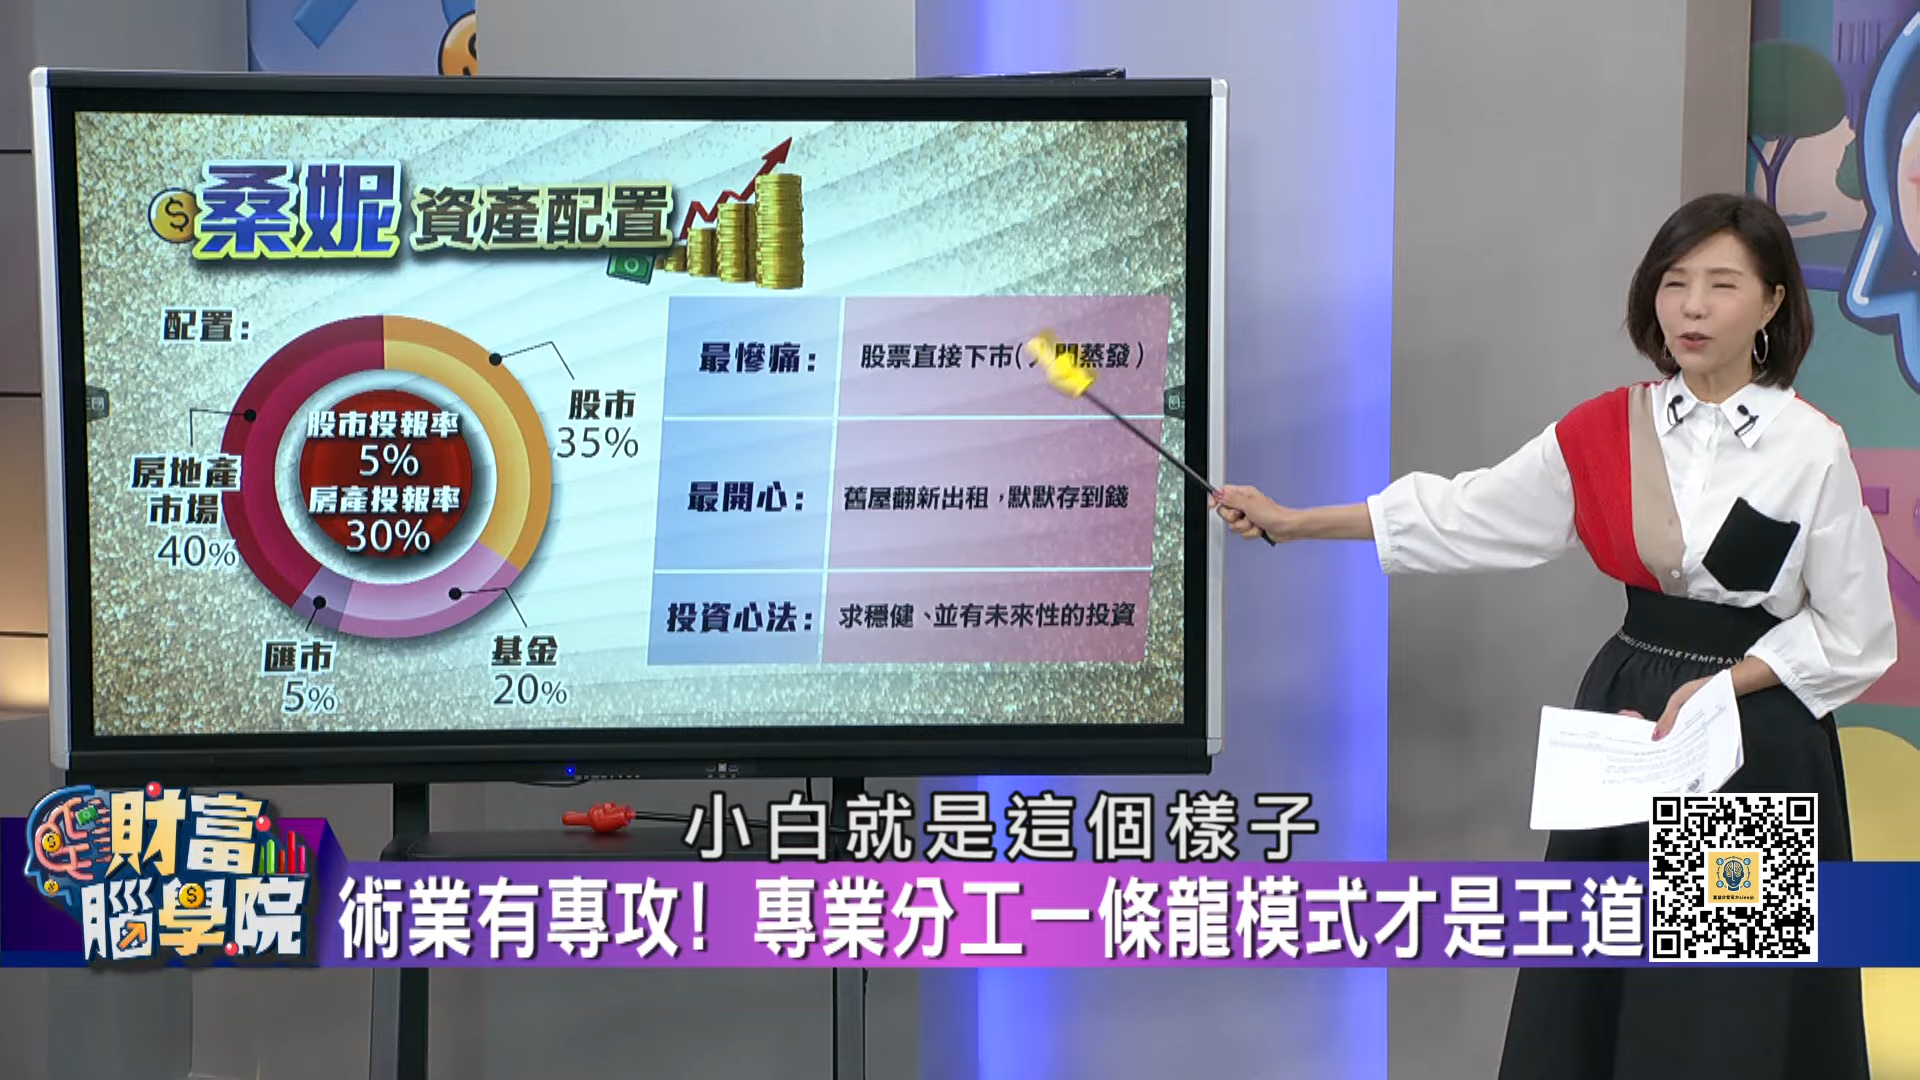 桑妮 資產配置
配置：
股市
35%
房地產
市場
40%
股市投報率
5%
房產投報率
30%
匯市
5%
基金
20%
最慘痛： 股票直接下市( 間蒸發)
最開心： 舊屋翻新出租，默默存到錢
投資心法： 求穩健、並有未來性的投資
小白就是這個樣子
財富
腦學院
術業有專攻！ 專業分工一條龍模式才是王道